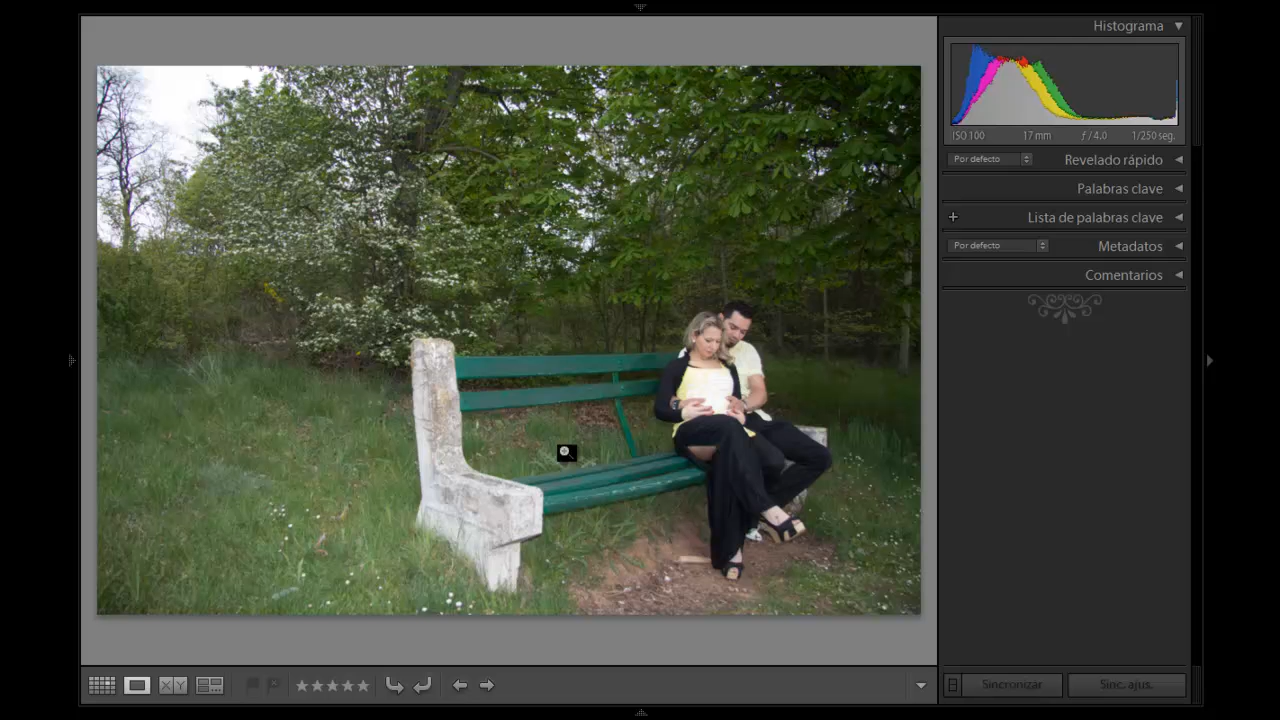 Histograma
ISO 100 17 mm ƒ / 4.0 1/250 seg.
Por defecto Revelado rápido
Palabras clave
Lista de palabras clave
Por defecto Metadatos
Comentarios
XY
Sincronizar Sinc. ajus.